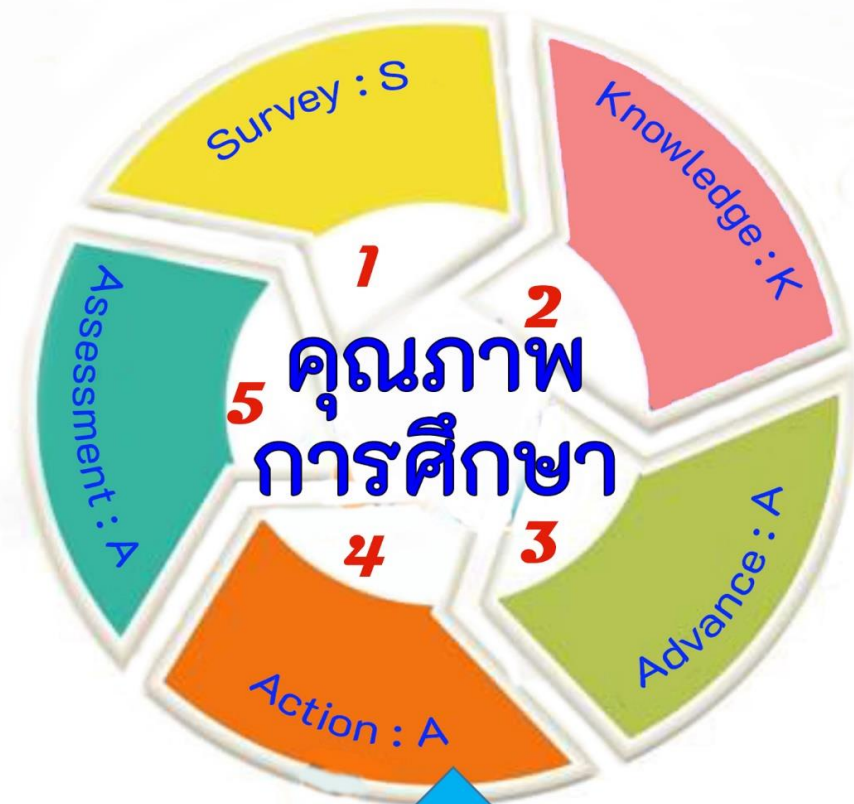 Survey : S
1
Knowledge : K
2
Advance : A
3
Action : A
4
Assessment : A
5
คุณภาพ
การศึกษา